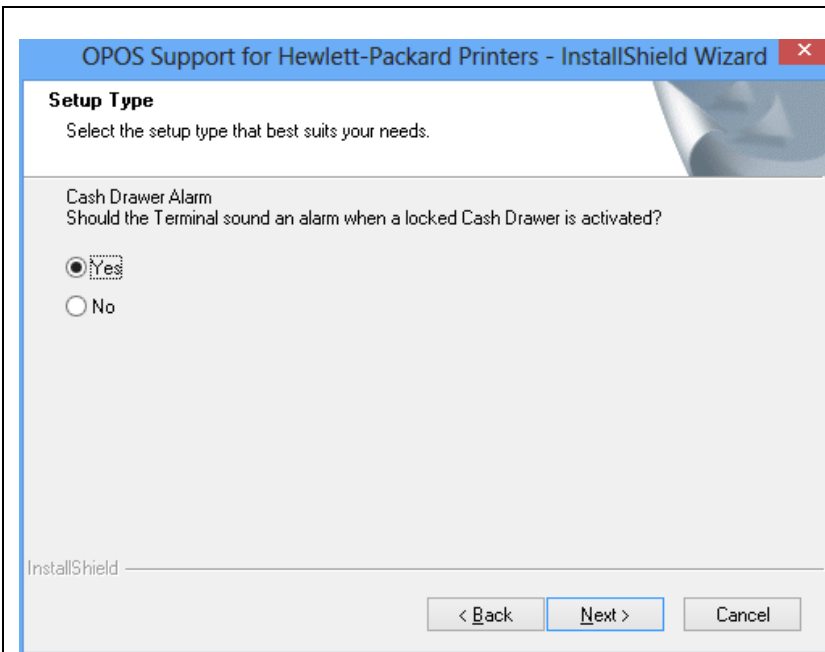 OPOS Support for Hewlett-Packard Printers - InstallShield Wizard
Setup Type
Select the setup type that best suits your needs.
Cash Drawer Alarm
Should the Terminal sound an alarm when a locked Cash Drawer is activated?
Yes
No
InstallShield
< Back Next > Cancel